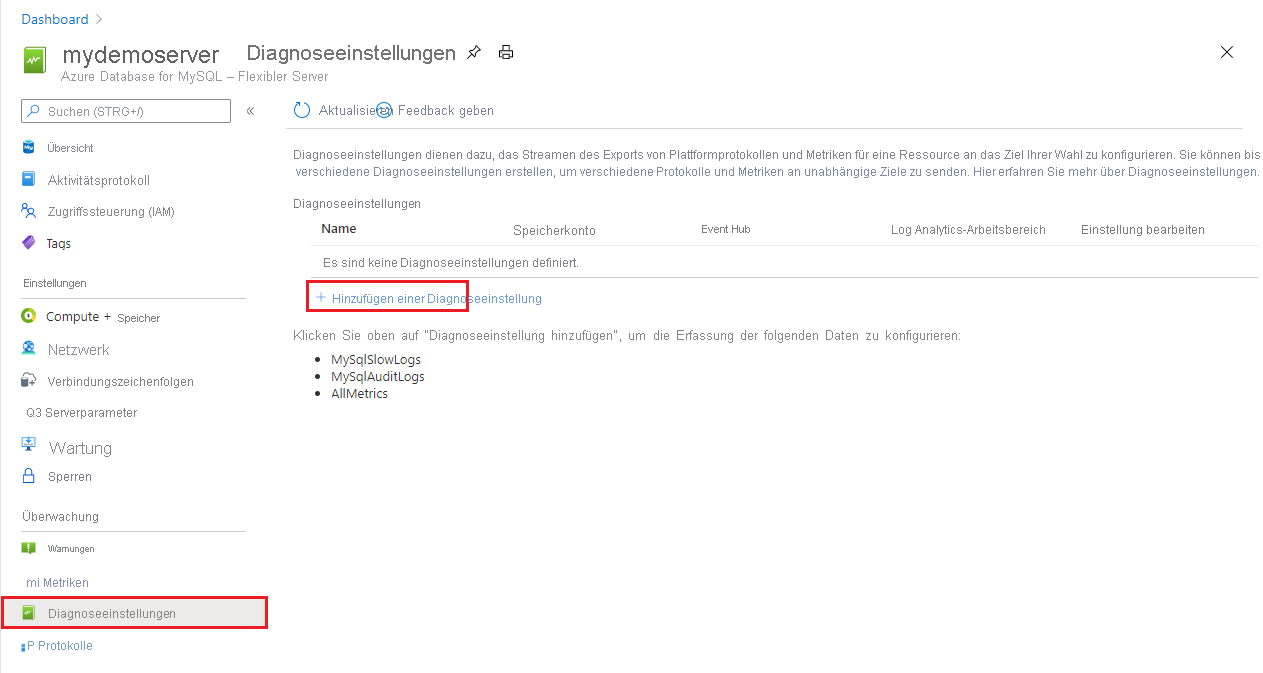 Dashboard
mydemoserver Diagnoseeinstellungen
Azure Database for MySQL – Flexibler Server
Suchen (STRG+/)
Übersicht
Aktivitätsprotokoll
Zugriffssteuerung (IAM)
Tags
Einstellungen
Compute + Speicher
Netzwerk
Verbindungszeichenfolgen
Q3 Serverparameter
Wartung
Sperren
Überwachung
Warnungen
mi Metriken
Diagnoseeinstellungen
P Protokolle
Aktualisieren Feedback geben
Diagnoseeinstellungen dienen dazu, das Streamen des Exports von Plattformprotokollen und Metriken für eine Ressource an das Ziel Ihrer Wahl zu konfigurieren. Sie können bis
verschiedene Diagnoseeinstellungen erstellen, um verschiedene Protokolle und Metriken an unabhängige Ziele zu senden. Hier erfahren Sie mehr über Diagnoseeinstellungen.
Diagnoseeinstellungen
Name Speicherkonto Event Hub Log Analytics-Arbeitsbereich Einstellung bearbeiten
Es sind keine Diagnoseeinstellungen definiert.
+ Hinzufügen einer Diagnoseeinstellung
Klicken Sie oben auf "Diagnoseeinstellung hinzufügen", um die Erfassung der folgenden Daten zu konfigurieren:
• MySqlSlowLogs
• MySqlAuditLogs
• AllMetrics